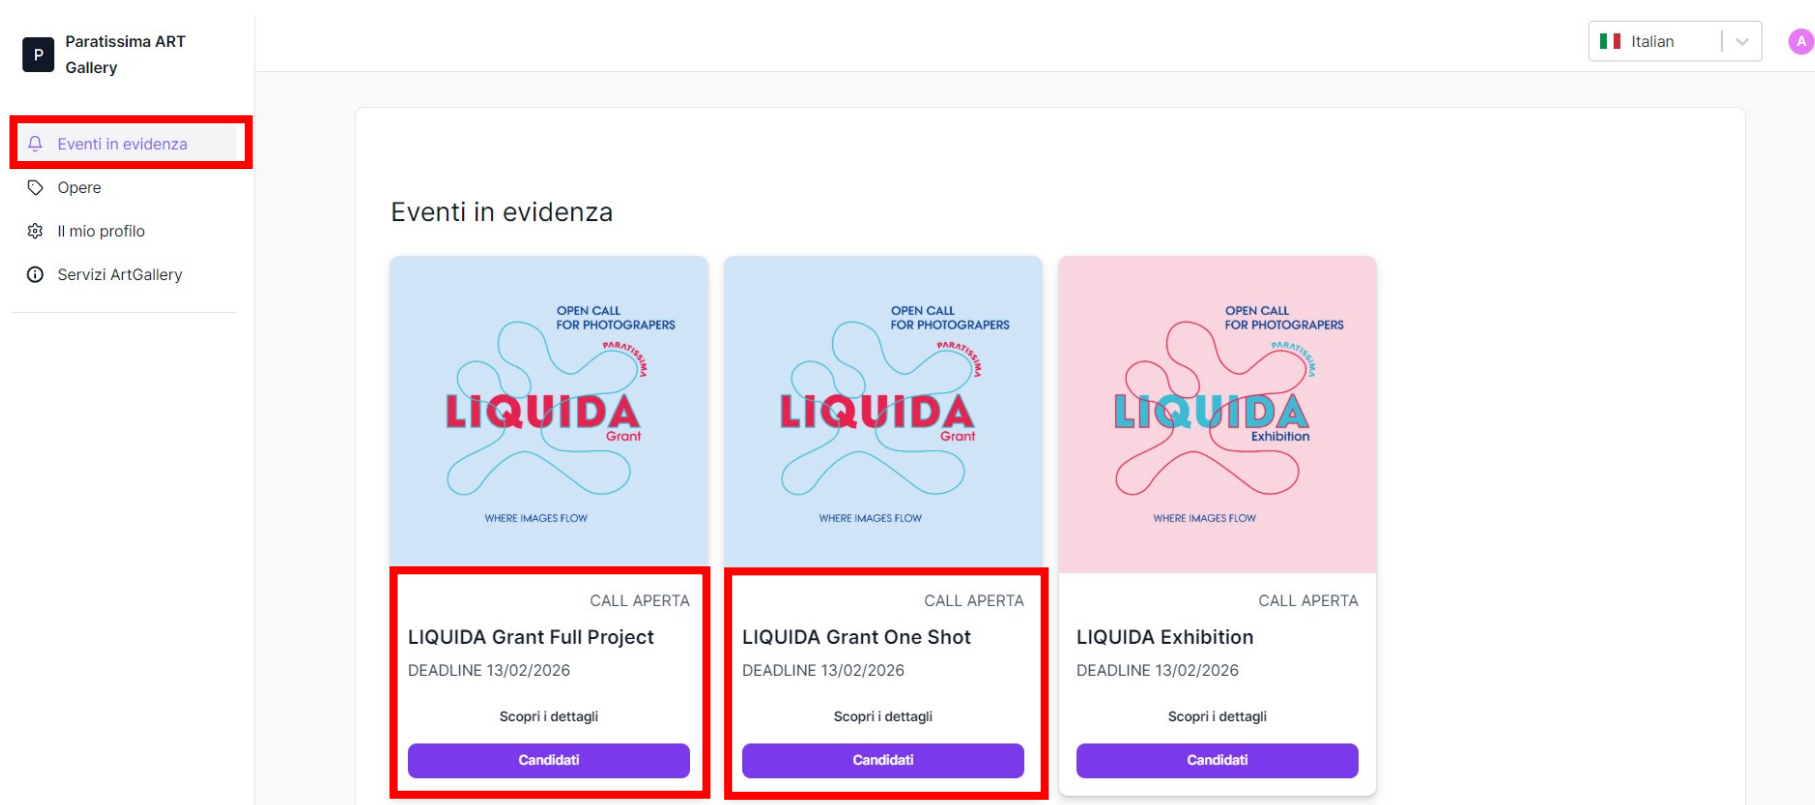 P
Paratissima ART
Gallery
Italian
A
Eventi in evidenza
Opere
Il mio profilo
Servizi ArtGallery
Eventi in evidenza
OPEN CALL
FOR PHOTOGRAPERS
PARATISSIMA
LIQUIDA
Grant
WHERE IMAGES FLOW
CALL APERTA
LIQUIDA Grant Full Project
DEADLINE 13/02/2026
Scopri i dettagli
Candidati
OPEN CALL
FOR PHOTOGRAPERS
PARATISSIMA
LIQUIDA
Grant
WHERE IMAGES FLOW
CALL APERTA
LIQUIDA Grant One Shot
DEADLINE 13/02/2026
Scopri i dettagli
Candidati
OPEN CALL
FOR PHOTOGRAPERS
PARATISSIMA
LIQUIDA
Exhibition
WHERE IMAGES FLOW
CALL APERTA
LIQUIDA Exhibition
DEADLINE 13/02/2026
Scopri i dettagli
Candidati